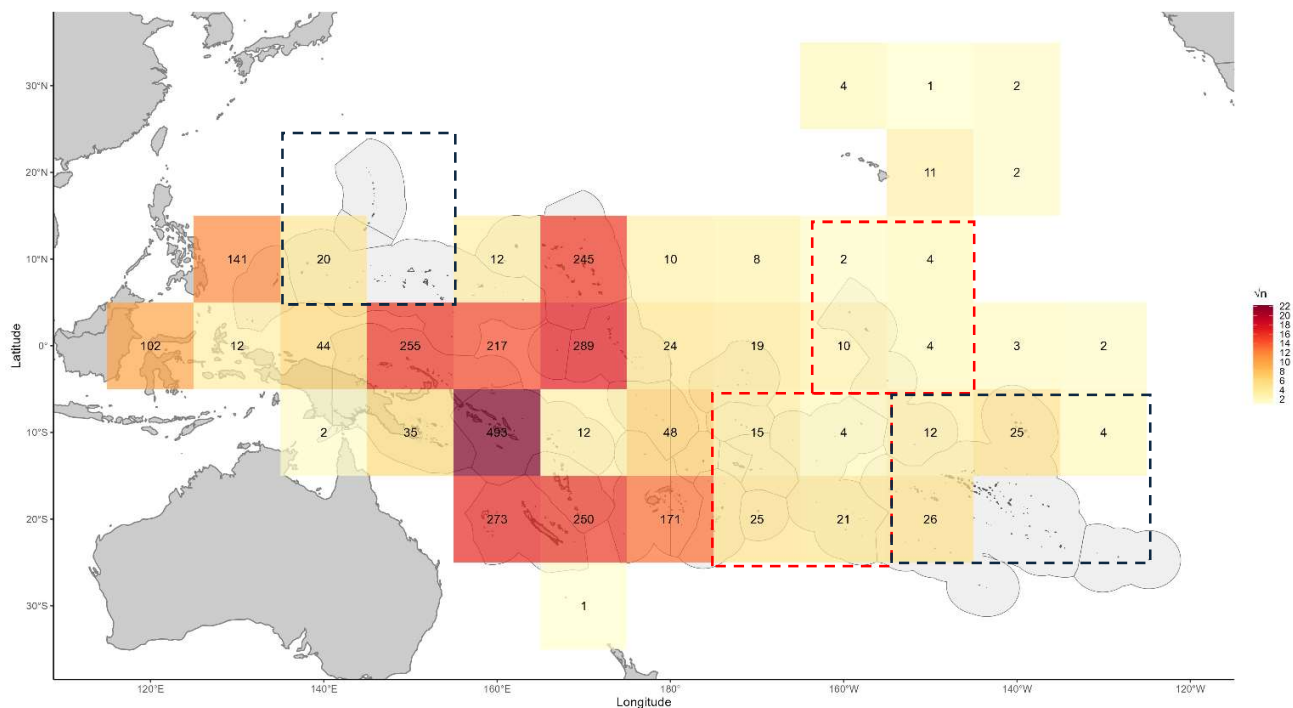 30°N
4 1 2
20°N
11 2
10°N
141 20 12 245 10 8 2 4
√n
22
20
18
16
14
12
10
8
6
4
2
Latitude
0°
102 12 44 255 217 289 24 19 10 4 3 2
10°S
2 35 493 12 48 15 4 12 25 4
20°S
273 250 171 25 21 26
30°S
1
120°E 140°E 160°E 180° 160°W 140°W 120°W
Longitude